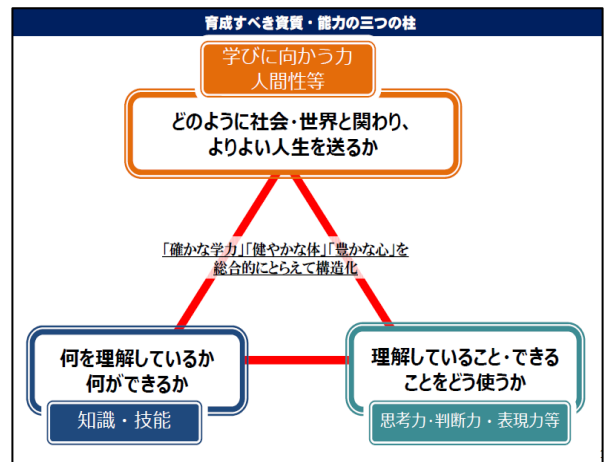 育成すべき資質・能力の三つの柱
学びに向かう力
人間性等
どのように社会・世界と関わり、
よりよい人生を送るか
「確かな学力」「健やかな体」「豊かな心」を
総合的にとらえて構造化
何を理解しているか
何ができるか
知識・技能
理解していること・できる
ことをどう使うか
思考力・判断力・表現力等